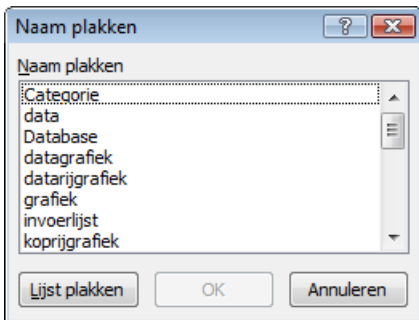 Naam plakken
Naam plakken
Categorie
data
Database
datagrafiek
datarijgrafiek
grafiek
invoerlijst
koprijgrafiek
Lijst plakken OK Annuleren